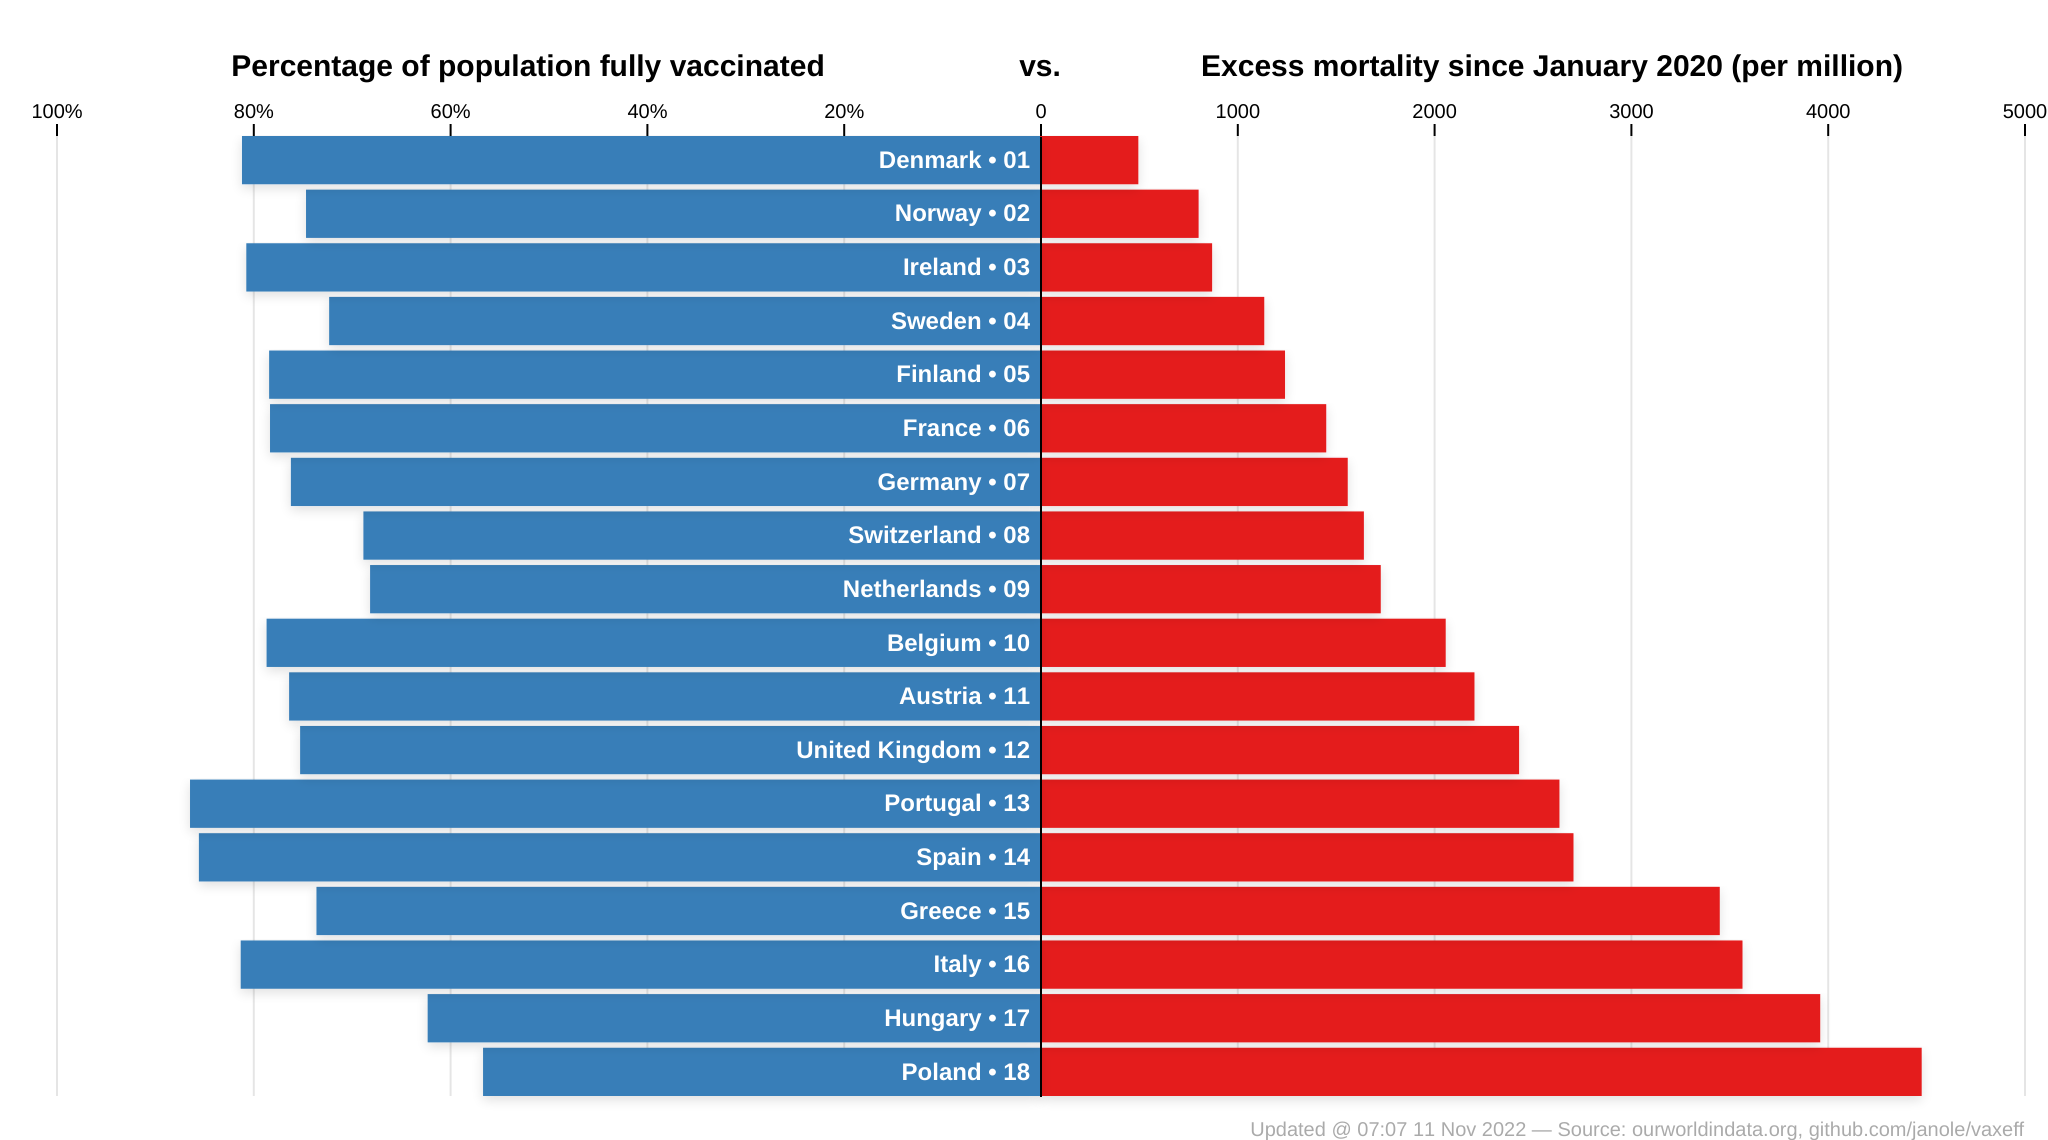 Percentage of population fully vaccinated vs. Excess mortality since January 2020 (per million)
100% 80% 60% 40% 20% 0 1000 2000 3000 4000 5000
Denmark • 01
Norway • 02
Ireland • 03
Sweden • 04
Finland • 05
France • 06
Germany • 07
Switzerland • 08
Netherlands • 09
Belgium • 10
Austria • 11
United Kingdom • 12
Portugal • 13
Spain • 14
Greece • 15
Italy • 16
Hungary • 17
Poland • 18
Updated @ 07:07 11 Nov 2022 — Source: ourworldindata.org, github.com/janole/vaxeff